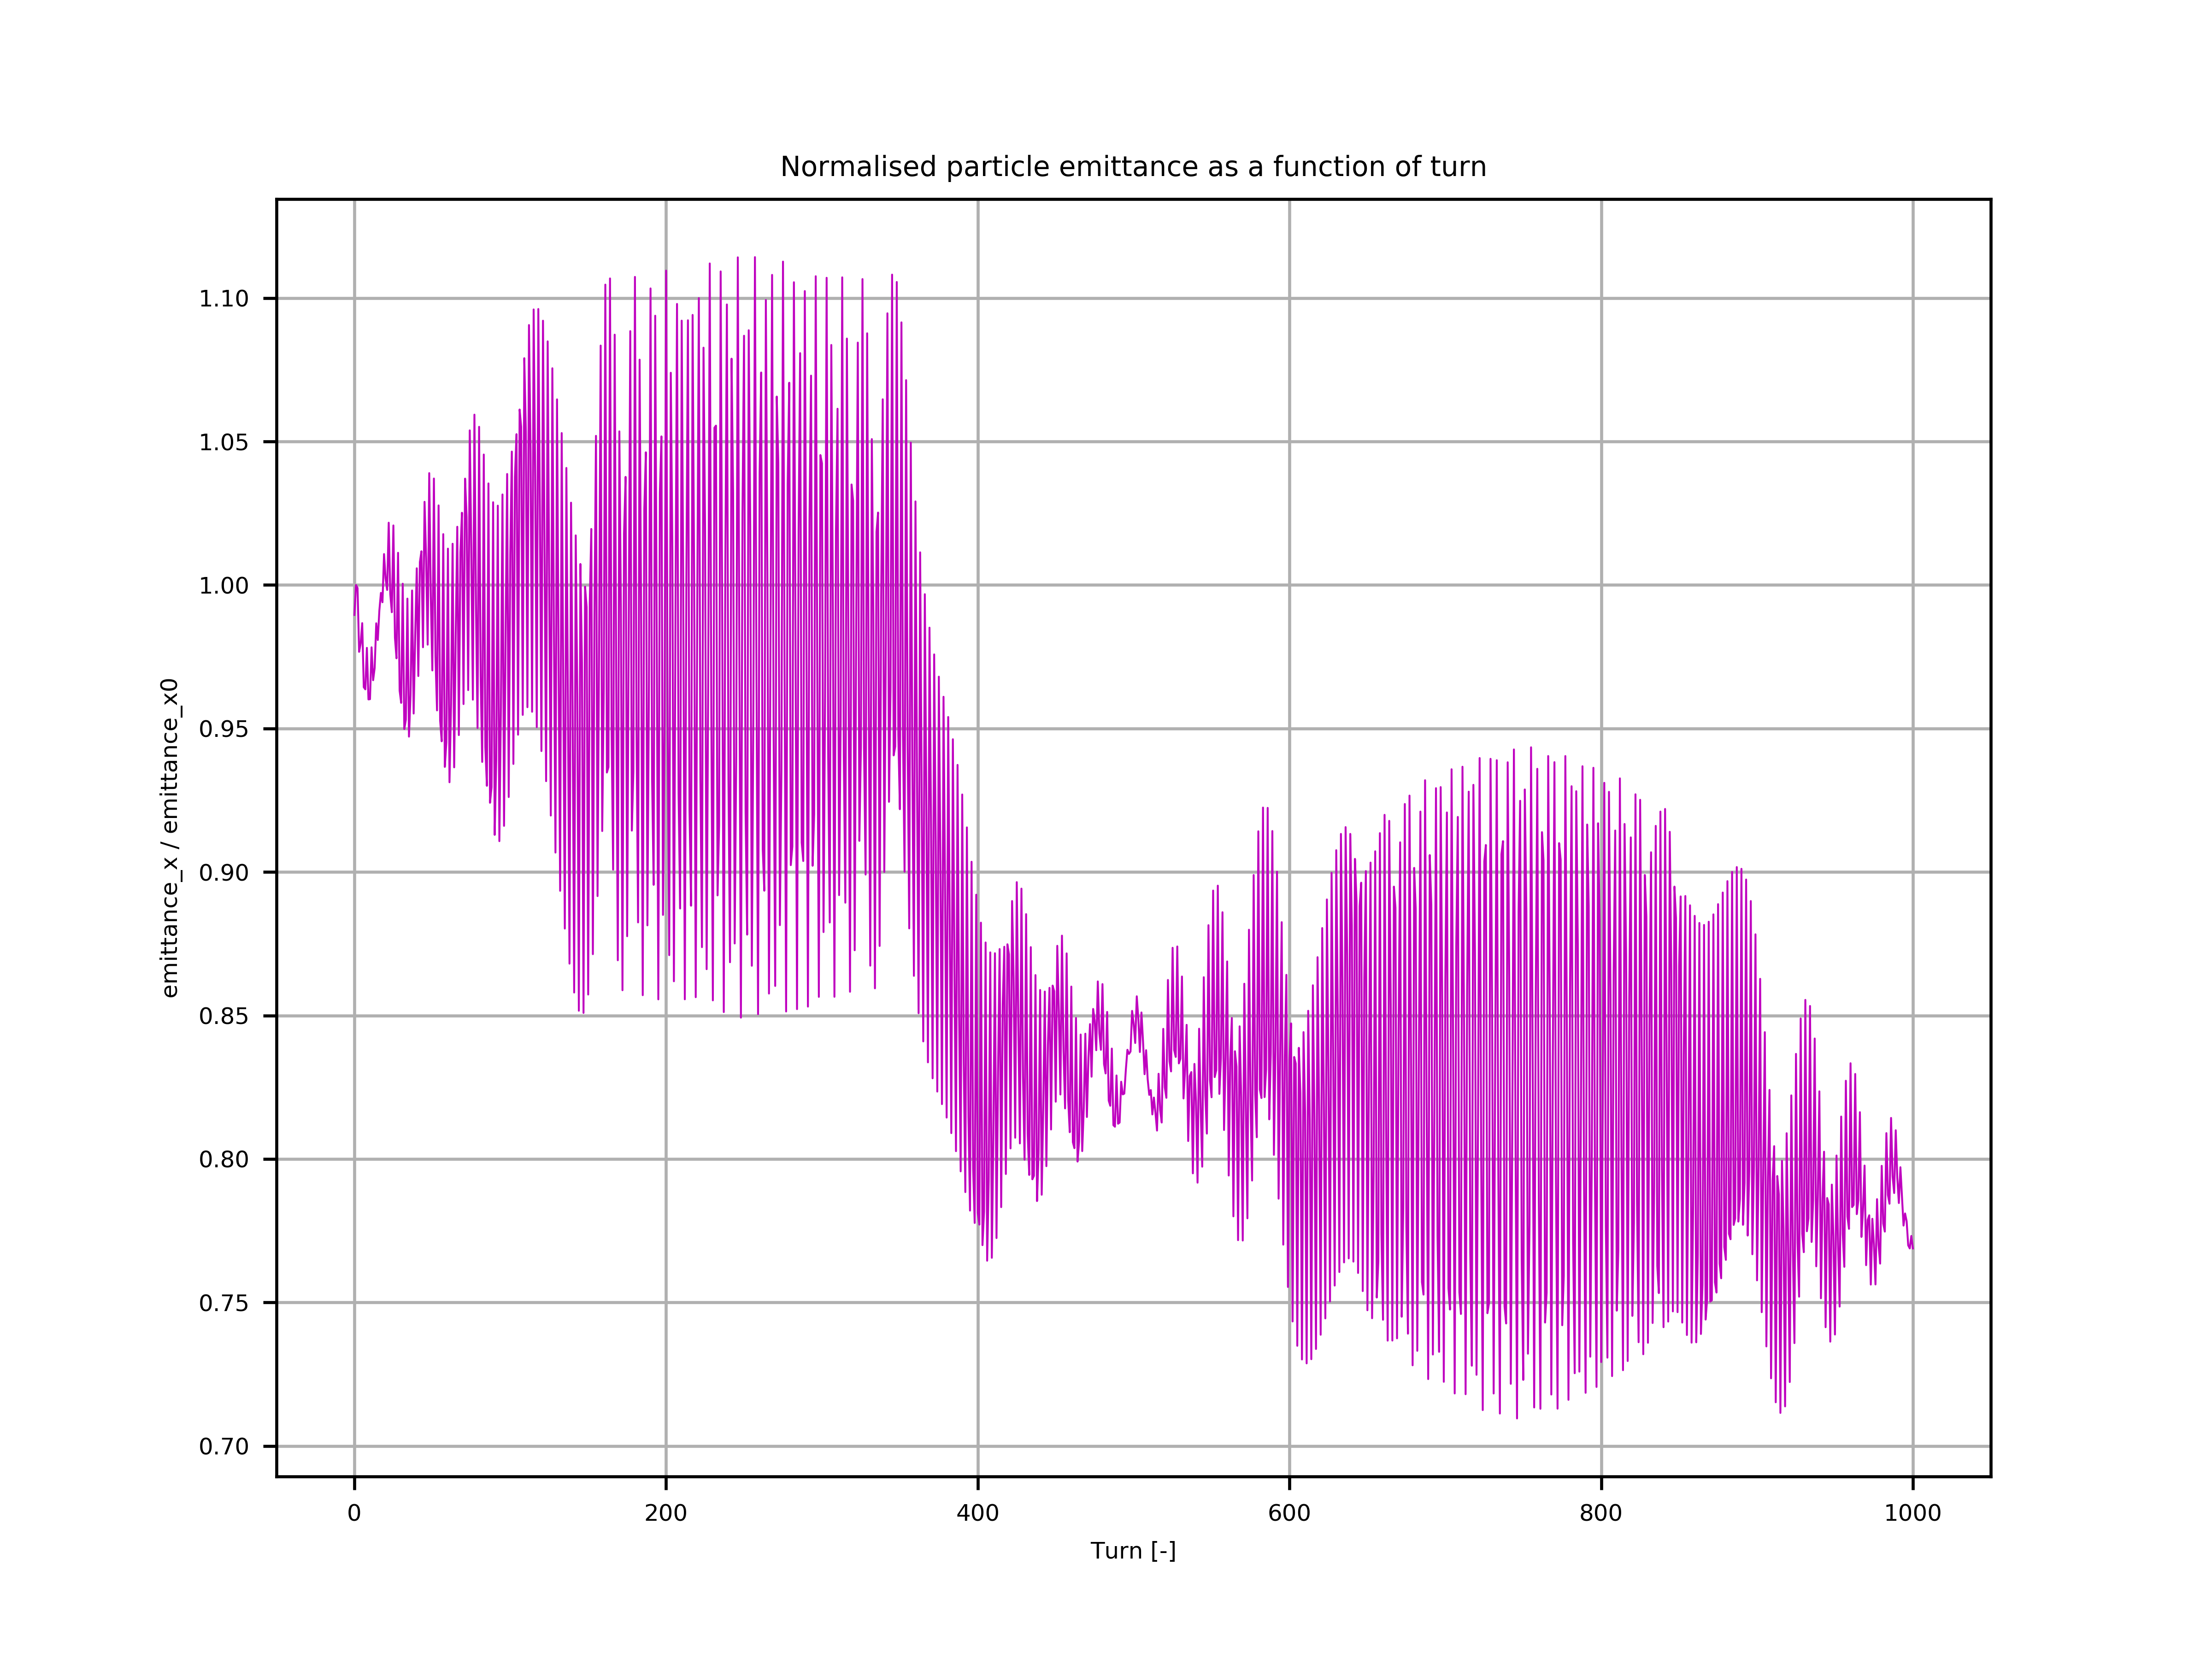 Normalised particle emittance as a function of turn
1.10
1.05
1.00
0.95
0.90
0.85
0.80
0.75
0.70
emittance_x / emittance_x0
0 200 400 600 800 1000
Turn [-]